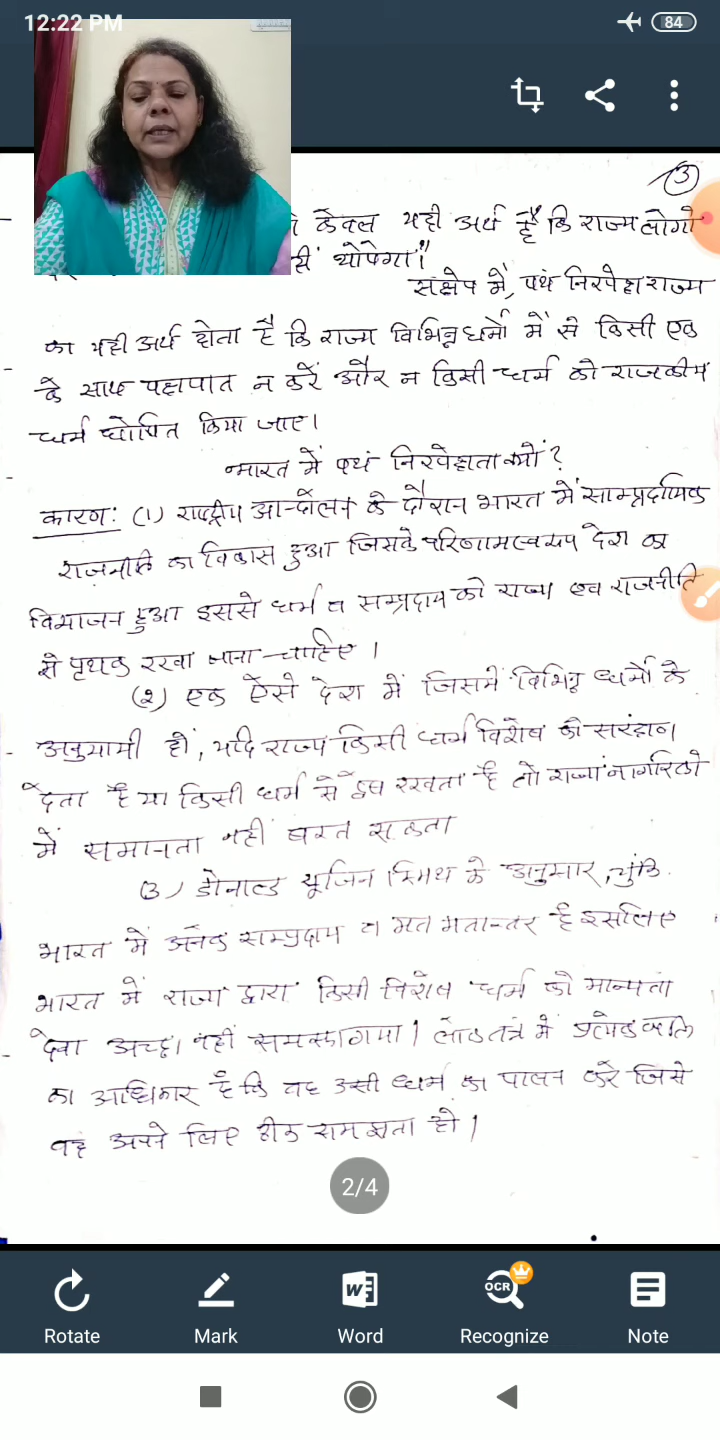 12:22 PM
84
3
केवल यही अर्थ है कि राज्य लोगो
थोपेगा"।
संक्षेप में, पथं निरपेक्ष राज्य
का यही अर्थ होता है कि राज्य विभिन्न धर्मो में से किसी एक
के साथ पक्षपात न करें और न किसी धर्म को राजकीय
धर्म घोषित किया जाए।
भारत में पथं निरपेक्षता क्यों?
कारण: (1) राष्ट्रीय आन्दोलन के दौरान भारत में साम्प्रदायिक
राजनीति का विकास हुआ जिसके परिणामस्वरूप देश का
विभाजन हुआ इससे धर्म व सम्प्रदाय को राज्य एवं राजनीति
से पृथक रखा जाना चाहिए।
(2) एक ऐसे देश में जिसमें विभिन्न धर्मों के
अनुयायी हों, यदि राज्य किसी धर्म विशेष को सरंक्षण
देता है या किसी धर्म से द्वेष रखता है तो राज्य नागरिको
में समानता नहीं बरत सकता
(3) डोनाल्ड यूजिन स्मिथ के अनुसार, चुंकि
भारत में अनेक सम्प्रदाय व मत मतान्तर है इसलिए
भारत में राज्य द्वारा किसी विशेष धर्म को मान्यता
देना अच्छा नहीं समझा गया। लोकतंत्र में प्रत्येक व्यक्ति
का अधिकार है कि वह उसी धर्म का पालन करे जिसे
वह अपने लिए ठीक समझता हो।
2/4
W
OCR
Rotate
Mark
Word
Recognize
Note